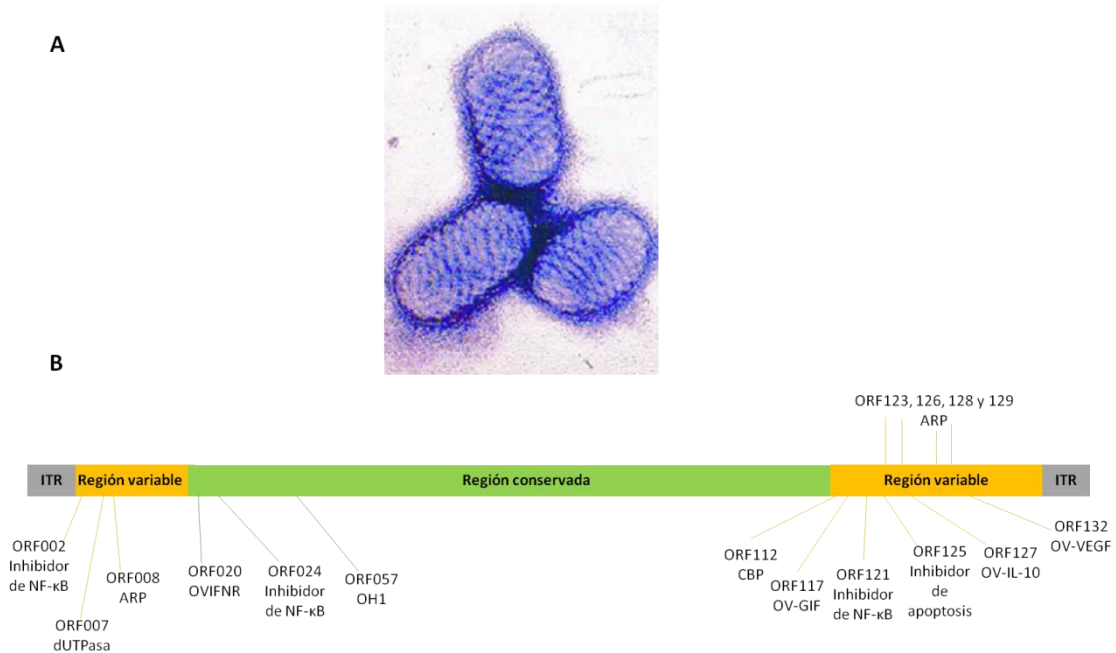 A
B
ORF123, 126, 128 y 129
ARP
ITR
Región variable
Región conservada
Región variable
ITR
ORF002
Inhibidor
de NF-κB
ORF007
dUTPasa
ORF008
ARP
ORF020
OVIFNR
ORF024
Inhibidor
de NF-κB
ORF057
OH1
ORF112
CBP
ORF117
OV-GIF
ORF121
Inhibidor
de NF-κB
ORF125
Inhibidor
de
apoptosis
ORF127
OV-IL-10
ORF132
OV-VEGF